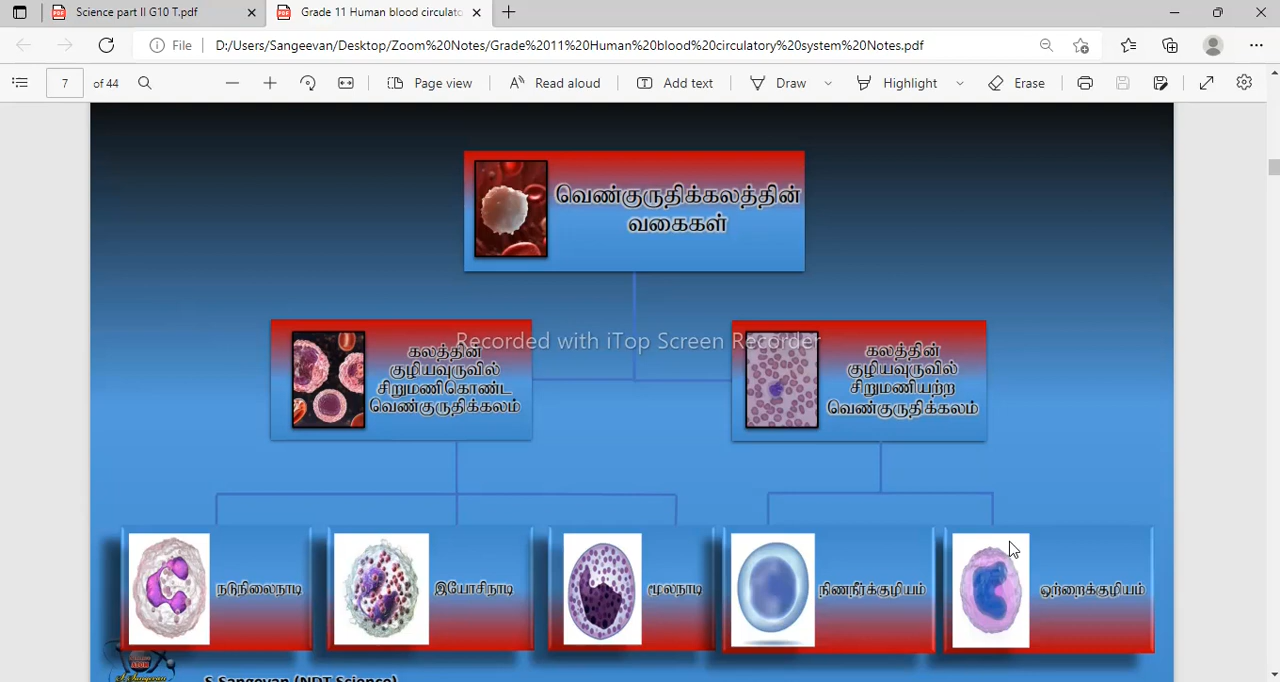 Science part II G10 T.pdf
Grade 11 Human blood circulato
File
D:/Users/Sangeevan/Desktop/Zoom%20Notes/Grade%2011%20Human%20blood%20circulatory%20system%20Notes.pdf
7 of 44
Page view
Read aloud
Add text
Draw
Highlight
Erase
வெண்குருதிக்கலத்தின்
வகைகள்
Recorded with iTop Screen Recorder
கலத்தின்
குழியவுருவில்
சிறுமணிகொண்ட
வெண்குருதிக்கலம்
கலத்தின்
குழியவுருவில்
சிறுமணியற்ற
வெண்குருதிக்கலம்
நடுநிலைநாடி
இயோசிநாடி
மூலநாடி
நிணநீர்க்குழியம்
ஒற்றைக்குழியம்
ATOM
S.Sangeevan
S.Sangeevan (NDT Science)